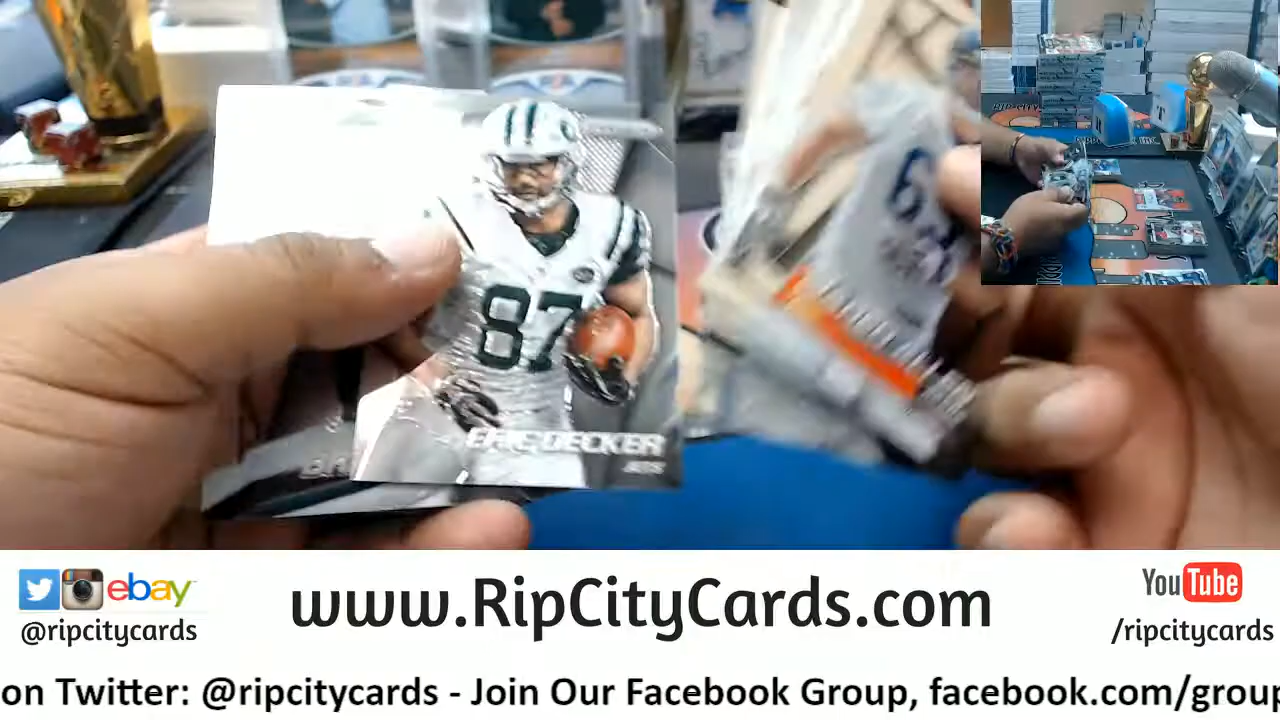 87
ERIC DECKER
JETS
ebay
@ripcitycards
www.RipCityCards.com
YouTube
/ripcitycards
on Twitter: @ripcitycards - Join Our Facebook Group, facebook.com/group